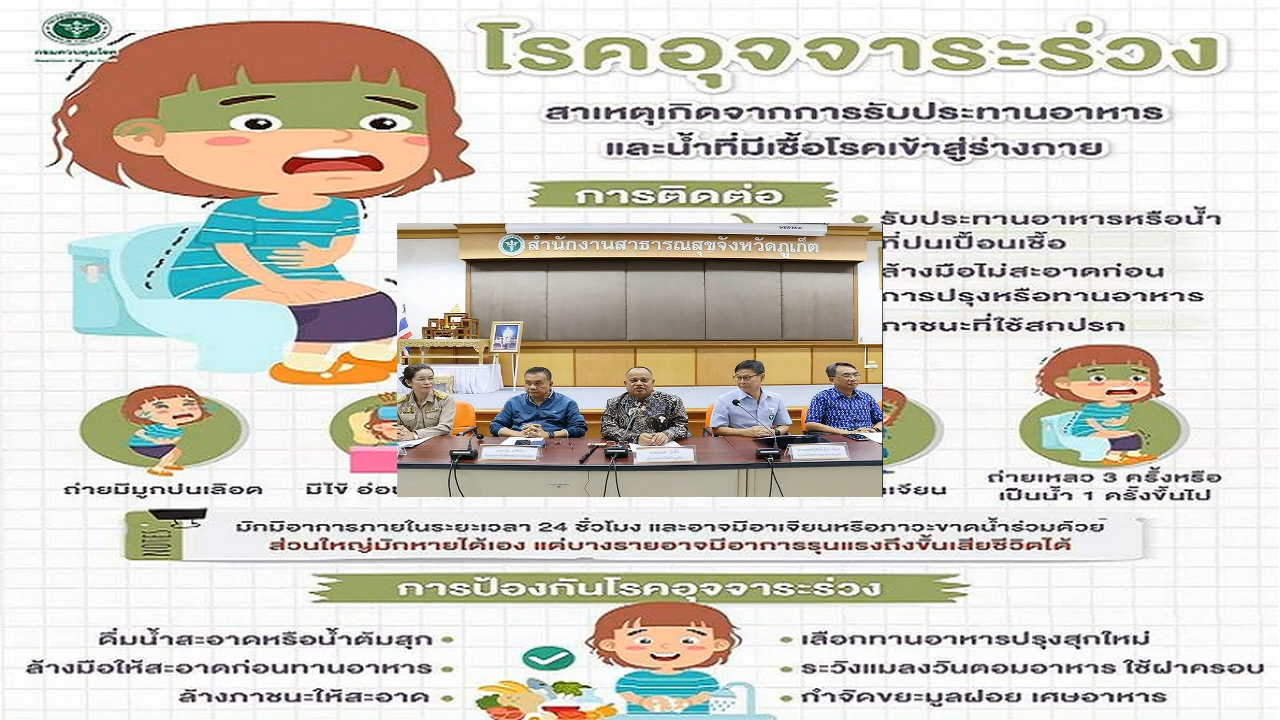 กรมควบคุมโรค
โรคอุจจาระร่วง
สาเหตุเกิดจากการรับประทานอาหาร
และน้ำที่มีเชื้อโรคเข้าสู่ร่างกาย
การติดต่อ
รับประทานอาหารหรือน้ำ
ที่ปนเปื้อนเชื้อ
ล้างมือไม่สะอาดก่อน
การปรุงหรือทานอาหาร
ภาชนะที่ใช้สกปรก
สำนักงานสาธารณสุขจังหวัดภูเก็ต
ถ่ายมีมูกปนเลือด
มีไข้
เจียน
ถ่ายเหลว 3 ครั้งหรือ
เป็นน้ำ 1 ครั้งขึ้นไป
NOTES
มักมีอาการภายในระยะเวลา 24 ชั่วโมง และอาจมีอาเจียนหรือภาวะขาดน้ำร่วมด้วย
ส่วนใหญ่มักหายได้เอง แต่บางรายอาจมีอาการรุนแรงถึงขั้นเสียชีวิตได้
การป้องกันโรคอุจจาระร่วง
ดื่มน้ำสะอาดหรือน้ำต้มสุก
ล้างมือให้สะอาดก่อนทานอาหาร
ล้างภาชนะให้สะอาด
เลือกทานอาหารปรุงสุกใหม่
ระวังแมลงวันตอมอาหาร ใช้ฝาครอบ
กำจัดขยะมูลฝอย เศษอาหาร